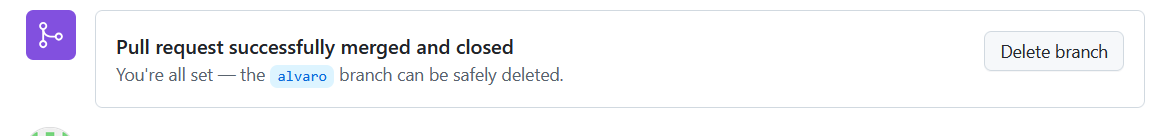 Pull request successfully merged and closed
Delete branch
You're all set — the alvaro branch can be safely deleted.